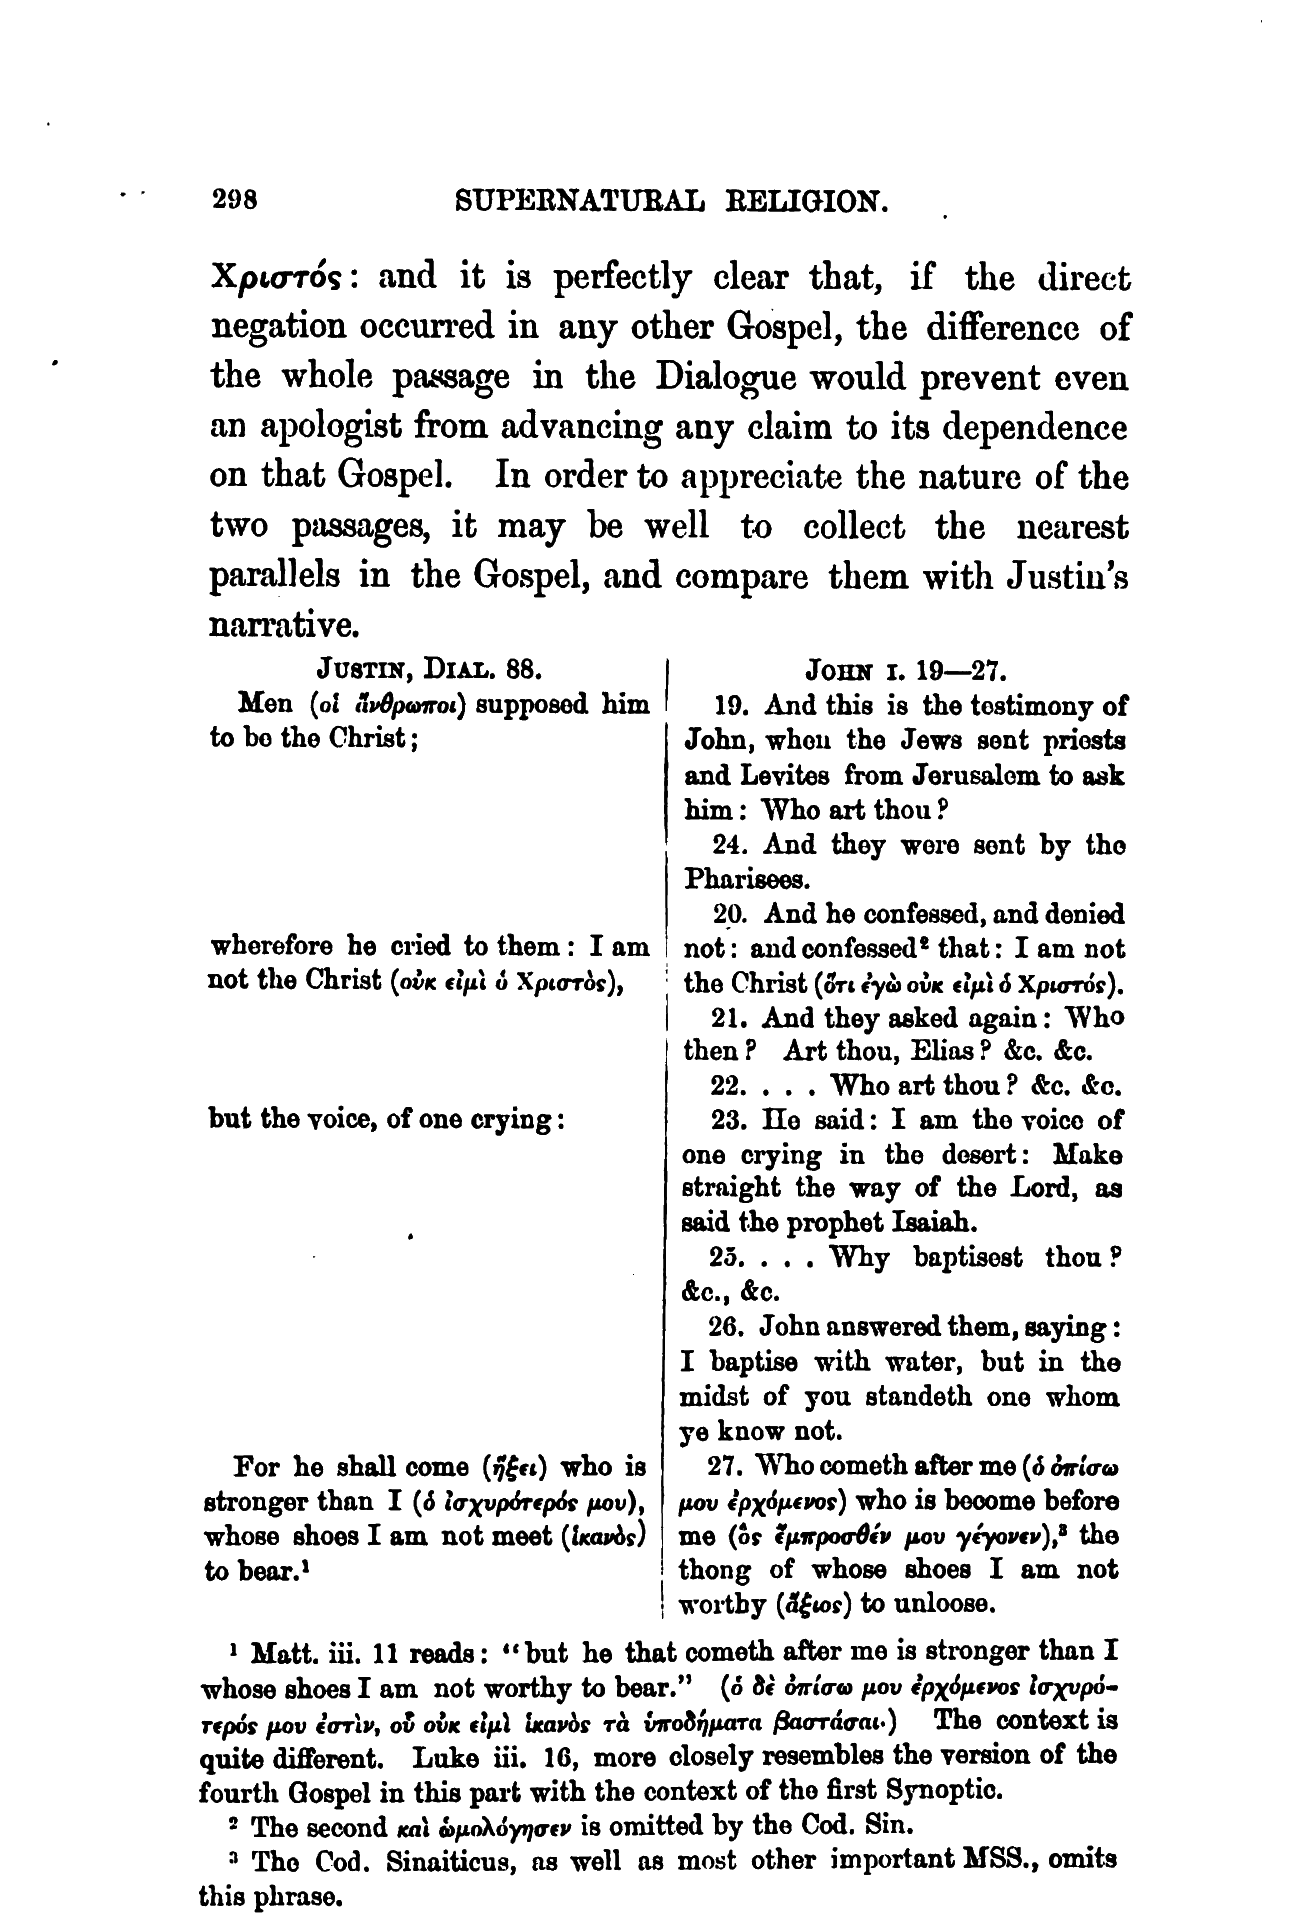 298 SUPERNATURAL RELIGION.
Χριστός: and it is perfectly clear that, if the direct
negation occurred in any other Gospel, the difference of
the whole passage in the Dialogue would prevent even
an apologist from advancing any claim to its dependence
on that Gospel. In order to appreciate the nature of the
two passages, it may be well to collect the nearest
parallels in the Gospel, and compare them with Justin's
narrative.
JUSTIN, DIAL. 88.
Men (οἱ ἄνθρωποι) supposed him
to be the Christ;
wherefore he cried to them: I am
not the Christ (οὐκ εἰμὶ ὁ Χριστὸς),
but the voice, of one crying:
For he shall come (ἥξει) who is
stronger than I (ὁ ἰσχυρότερός μου),
whose shoes I am not meet (ἱκανὸς)
to bear.¹
JOHN I. 19—27.
19. And this is the testimony of
John, when the Jews sent priests
and Levites from Jerusalem to ask
him: Who art thou?
24. And they were sent by the
Pharisees.
20. And he confessed, and denied
not: and confessed² that: I am not
the Christ (ὅτι ἐγὼ οὐκ εἰμὶ ὁ Χριστός).
21. And they asked again: Who
then? Art thou, Elias? &c. &c.
22. . . . Who art thou? &c. &c.
23. He said: I am the voice of
one crying in the desert: Make
straight the way of the Lord, as
said the prophet Isaiah.
25. . . . Why baptisest thou?
&c., &c.
26. John answered them, saying:
I baptise with water, but in the
midst of you standeth one whom
ye know not.
27. Who cometh after me (ὁ ὀπίσω
μου ἐρχόμενος) who is become before
me (ὃς ἔμπροσθέν μου γέγονεν),³ the
thong of whose shoes I am not
worthy (ἄξιος) to unloose.
¹ Matt. iii. 11 reads: "but he that cometh after me is stronger than I
whose shoes I am not worthy to bear." (ὁ δὲ ὀπίσω μου ἐρχόμενος ἰσχυρό-
τερός μου ἐστὶν, οὗ οὐκ εἰμὶ ἱκανὸς τὰ ὑποδήματα βαστάσαι.) The context is
quite different. Luke iii. 16, more closely resembles the version of the
fourth Gospel in this part with the context of the first Synoptic.
² The second καὶ ὡμολόγησεν is omitted by the Cod. Sin.
³ The Cod. Sinaiticus, as well as most other important MSS., omits
this phrase.